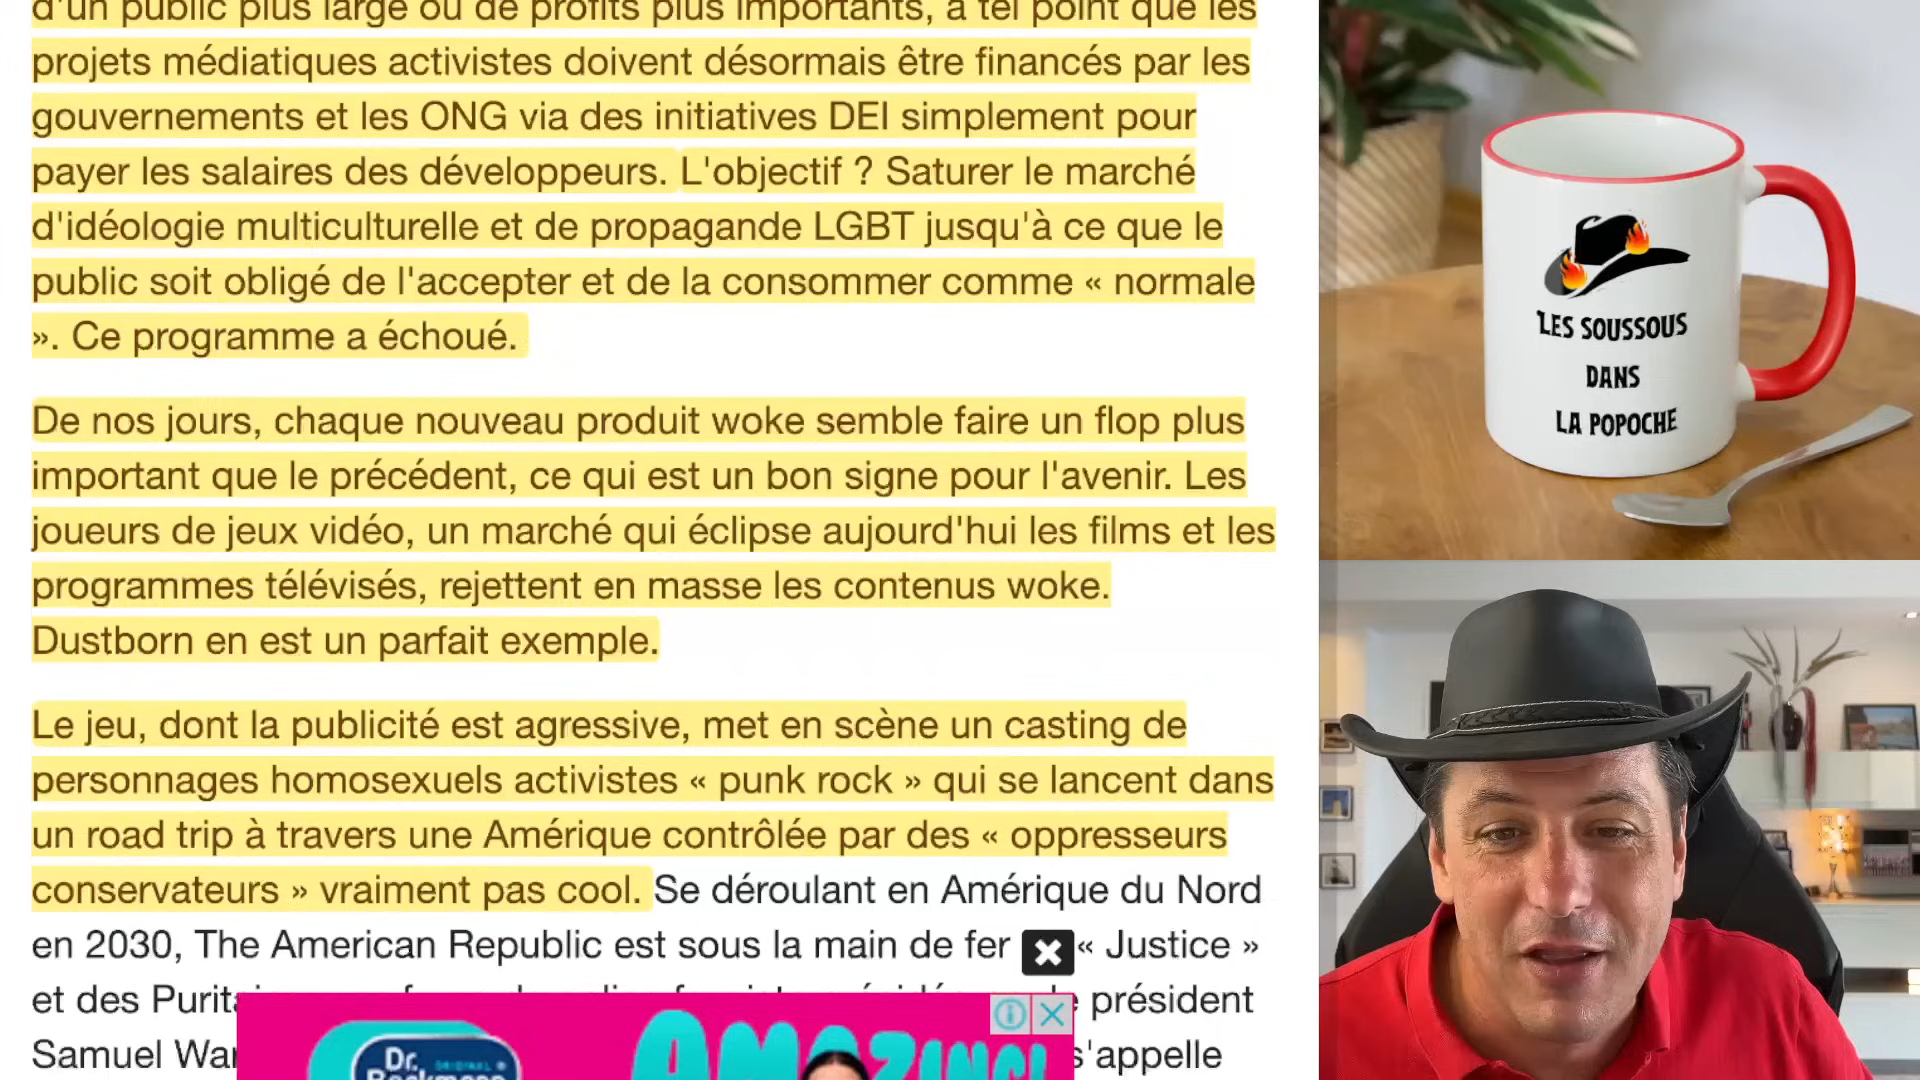 d'un public plus large ou de profits plus importants, à tel point que les
projets médiatiques activistes doivent désormais être financés par les
gouvernements et les ONG via des initiatives DEI simplement pour
payer les salaires des développeurs. L'objectif ? Saturer le marché
d'idéologie multiculturelle et de propagande LGBT jusqu'à ce que le
public soit obligé de l'accepter et de la consommer comme « normale
». Ce programme a échoué.
De nos jours, chaque nouveau produit woke semble faire un flop plus
important que le précédent, ce qui est un bon signe pour l'avenir. Les
joueurs de jeux vidéo, un marché qui éclipse aujourd'hui les films et les
programmes télévisés, rejettent en masse les contenus woke.
Dustborn en est un parfait exemple.
Le jeu, dont la publicité est agressive, met en scène un casting de
personnages homosexuels activistes « punk rock » qui se lancent dans
un road trip à travers une Amérique contrôlée par des « oppresseurs
conservateurs » vraiment pas cool. Se déroulant en Amérique du Nord
en 2030, The American Republic est sous la main de fer « Justice »
et des président
Samuel s'appelle
Dr.
ORIGINAL
Beckmann
AMAZING!
LES SOUSSOUS
DANS
LA POPOCHE